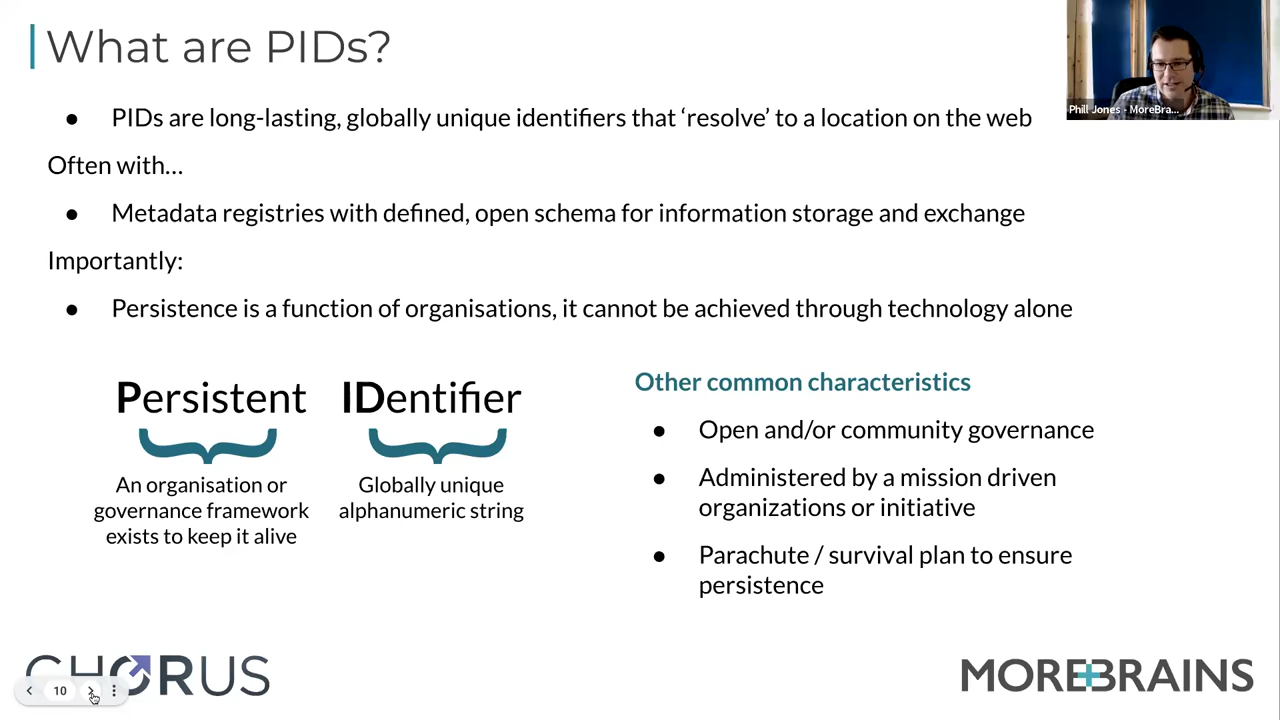 What are PIDs?
Phill Jones - MoreBra...
● PIDs are long-lasting, globally unique identifiers that ‘resolve’ to a location on the web
Often with...
● Metadata registries with defined, open schema for information storage and exchange
Importantly:
● Persistence is a function of organisations, it cannot be achieved through technology alone
Persistent IDentifier
An organisation or
governance framework
exists to keep it alive
Globally unique
alphanumeric string
Other common characteristics
● Open and/or community governance
● Administered by a mission driven
organizations or initiative
● Parachute / survival plan to ensure
persistence
CHORUS
10
MOREBRAINS